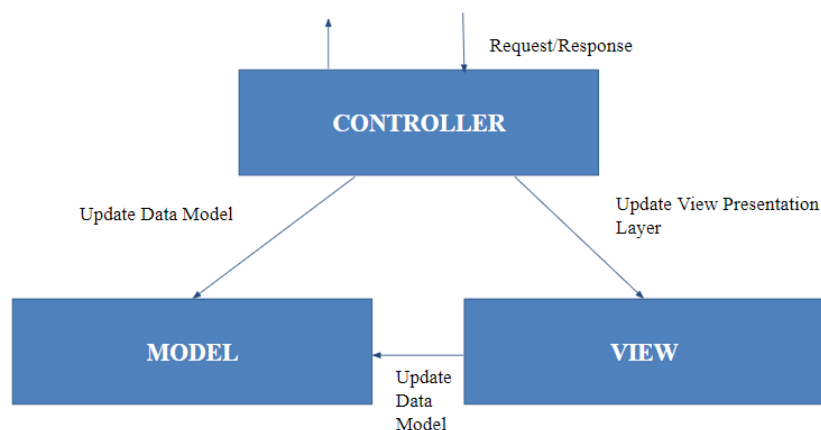 Request/Response
CONTROLLER
Update Data Model
Update View Presentation
Layer
MODEL
VIEW
Update
Data
Model